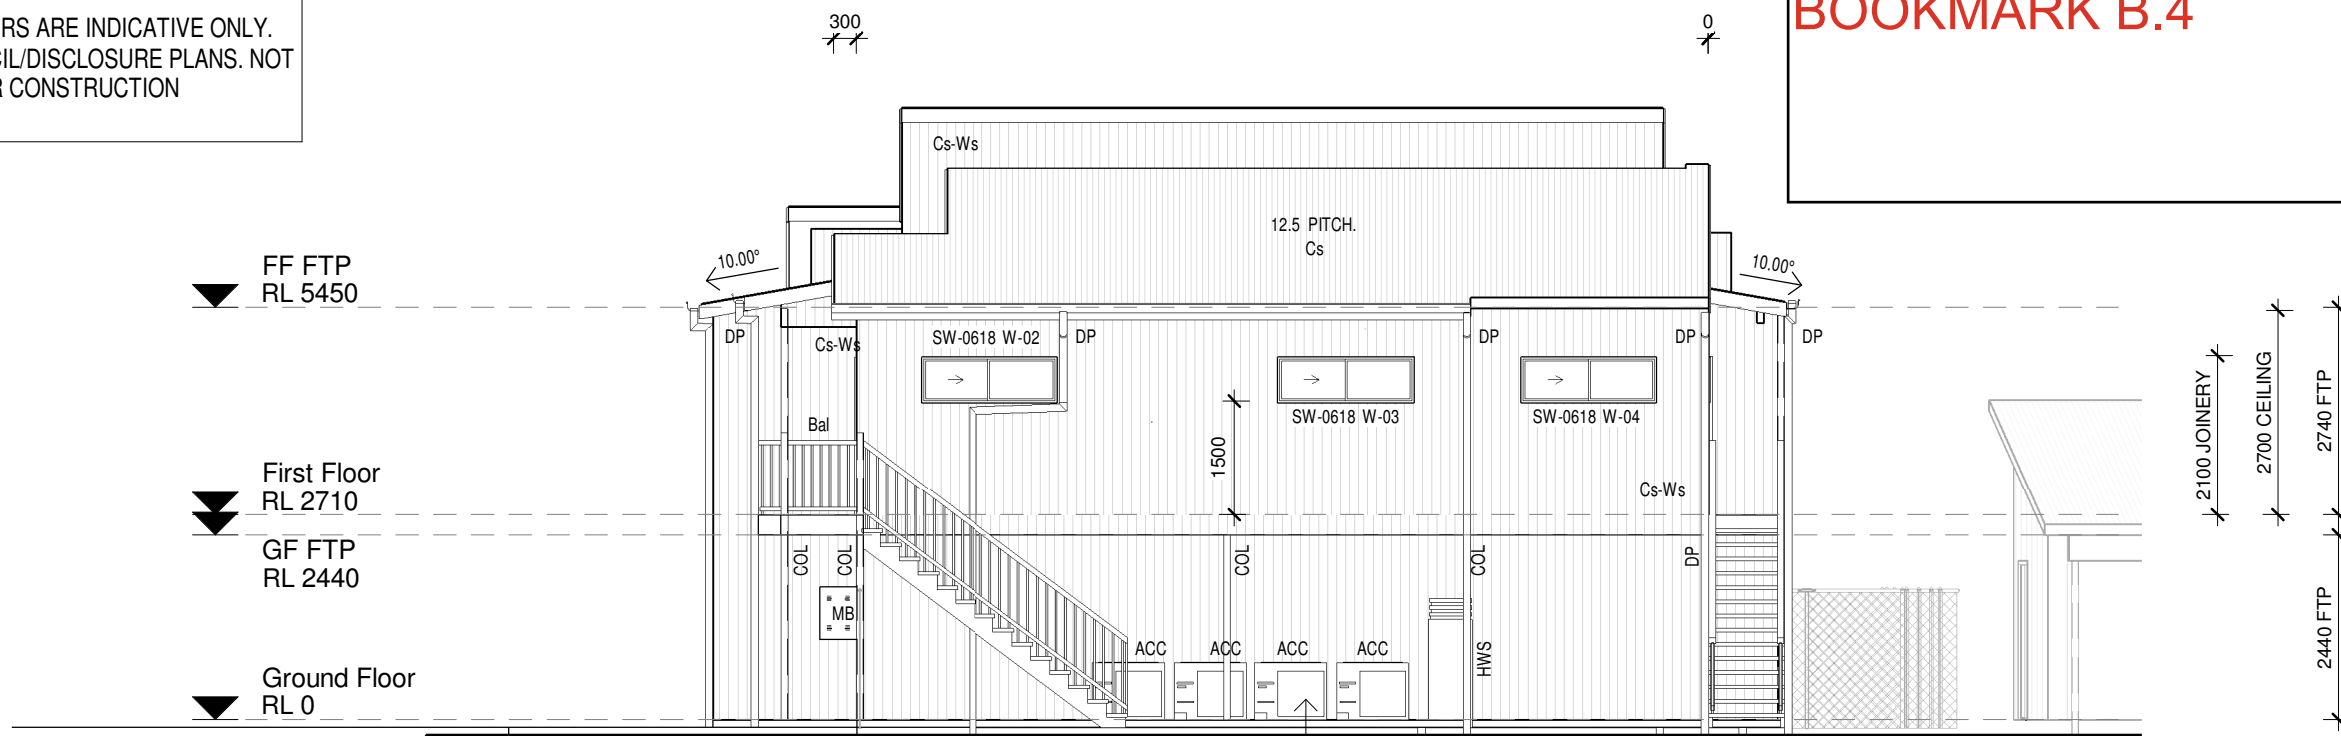 RS ARE INDICATIVE ONLY.
CIL/DISCLOSURE PLANS. NOT
R CONSTRUCTION
300
0
BOOKMARK B.4
Cs-Ws
12.5 PITCH.
Cs
10.00°
10.00°
FF FTP
RL 5450
DP
Cs-Ws
SW-0618 W-02
DP
DP
DP
DP
SW-0618 W-03
SW-0618 W-04
Bal
1500
Cs-Ws
2100 JOINERY
2700 CEILING
2740 FTP
First Floor
RL 2710
GF FTP
RL 2440
COL
COL
COL
COL
DP
MB
ACC
ACC
ACC
ACC
HWS
2440 FTP
Ground Floor
RL 0